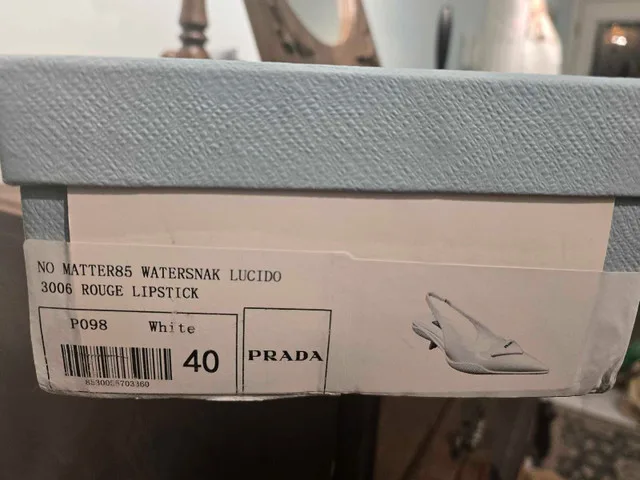 NO MATTER85 WATERSNAK LUCIDO
3006 ROUGE LIPSTICK
P098 White
40
PRADA